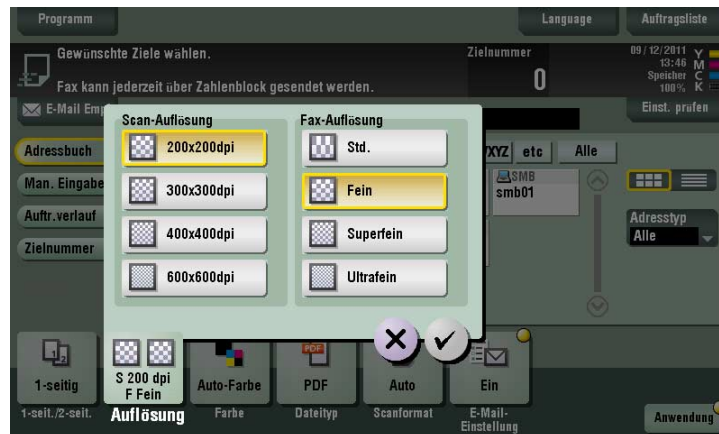 Programm
Language
Auftragsliste
Gewünschte Ziele wählen.
Fax kann jederzeit über Zahlenblock gesendet werden.
Zielnummer
0
09/12/2011
13:46
Speicher
100%
Y
M
C
K
E-Mail Emp
Einst. prüfen
Scan-Auflösung
Fax-Auflösung
200x200dpi
Std.
300x300dpi
Fein
400x400dpi
Superfein
600x600dpi
Ultrafein
Adressbuch
Man. Eingabe
Auftr.verlauf
Zielnummer
XYZ
etc
Alle
SMB
smb01
Adresstyp
Alle
1-seitig
S 200 dpi
F Fein
Auto-Farbe
PDF
PDF
Auto
Ein
1-seit./2-seit.
Auflösung
Farbe
Dateityp
Scanformat
E-Mail-
Einstellung
Anwendung